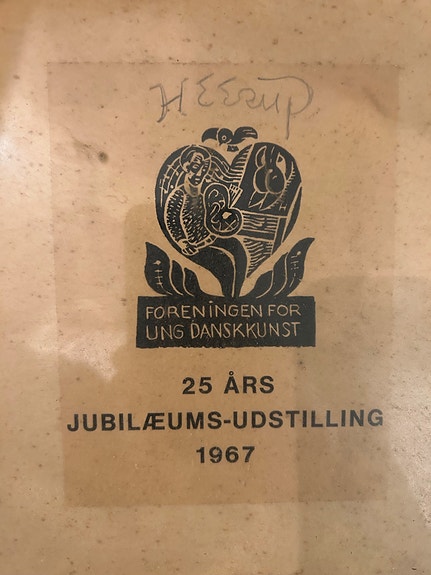 HEErup
FORENINGEN FOR
UNG DANSKKUNST
25 ÅRS
JUBILÆUMS-UDSTILLING
1967